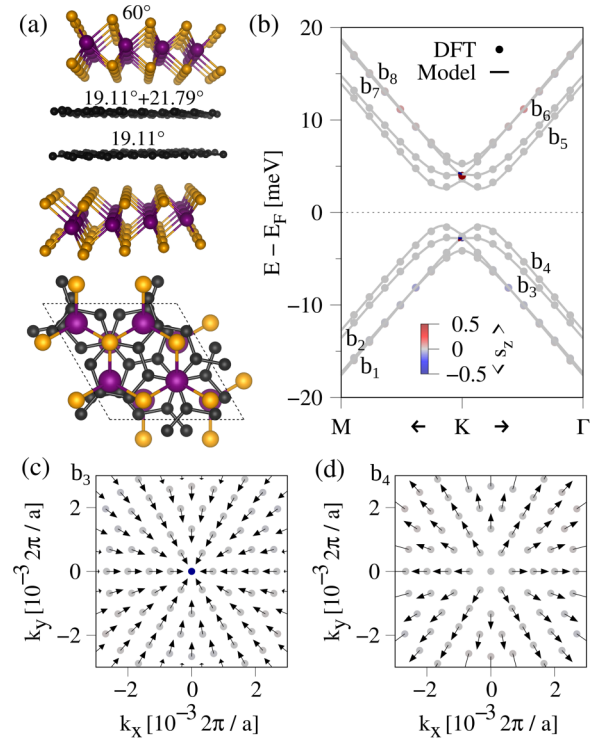 (a)
60°
19.11°+21.79°
19.11°
(b)
20
10
0
−10
−20
E − E_F [meV]
DFT
Model
b_8
b_7
b_6
b_5
b_4
b_3
b_2
b_1
0.5
0
−0.5
< s_z >
M
←
K
→
Γ
(c)
b_3
2
0
−2
k_y [10^−3 2π / a]
−2
0
2
k_x [10^−3 2π / a]
(d)
b_4
2
0
−2
k_y [10^−3 2π / a]
−2
0
2
k_x [10^−3 2π / a]